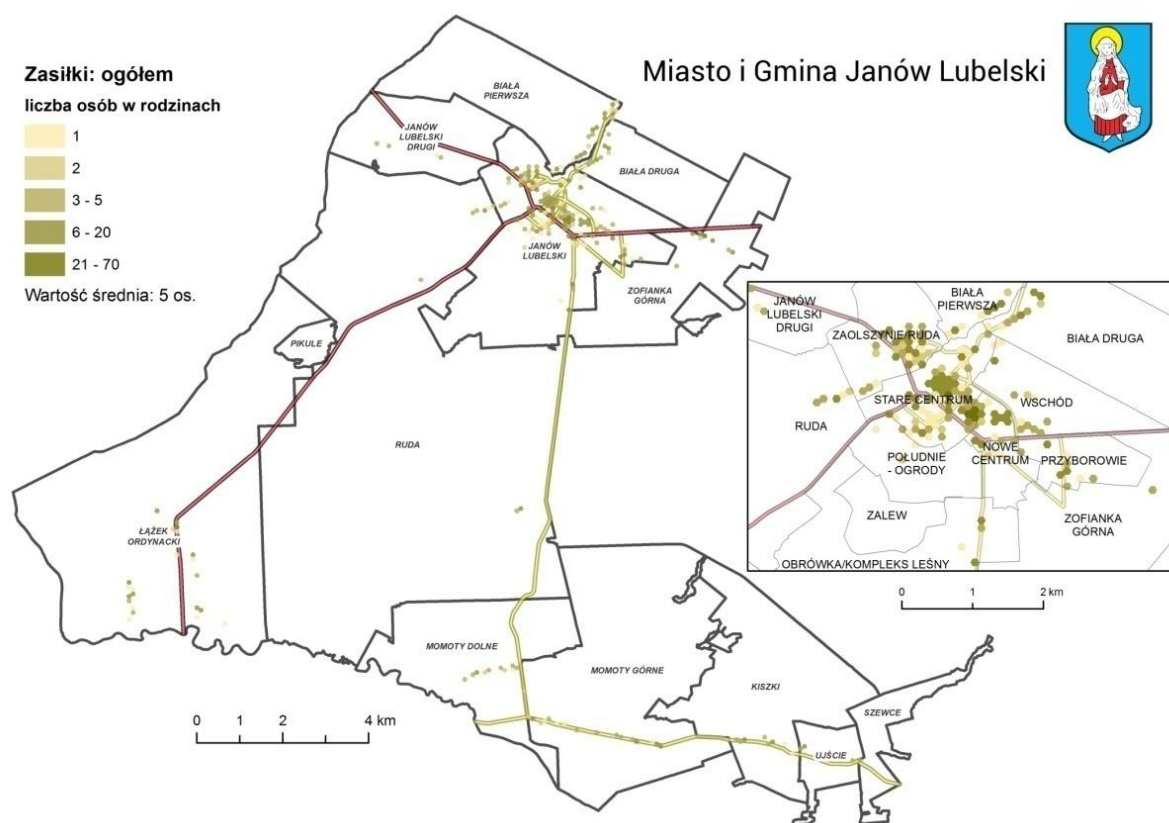 Miasto i Gmina Janów Lubelski
Zasiłki: ogółem
liczba osób w rodzinach
1
2
3 - 5
6 - 20
21 - 70
Wartość średnia: 5 os.
BIAŁA
PIERWSZA
JANÓW
LUBELSKI
DRUGI
BIAŁA DRUGA
JANÓW
LUBELSKI
ZOFIANKA
GÓRNA
PIKULE
RUDA
ŁĄŻEK
ORDYNACKI
MOMOTY DOLNE
MOMOTY GÓRNE
KISZKI
SZEWCE
UJŚCIE
0 1 2 4 km
JANÓW
LUBELSKI
DRUGI
BIAŁA
PIERWSZA
ZAOLSZYNIE/RUDA
BIAŁA DRUGA
STARE CENTRUM
WSCHÓD
RUDA
POŁUDNIE
- OGRODY
NOWE
CENTRUM
PRZYBOROWIE
ZALEW
ZOFIANKA
GÓRNA
OBRÓWKA/KOMPLEKS LEŚNY
0 1 2 km